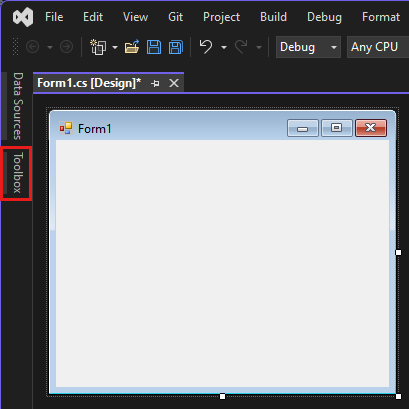 File Edit View Git Project Build Debug Format
Debug Any CPU
Data Sources
Toolbox
Form1.cs [Design]*
Form1